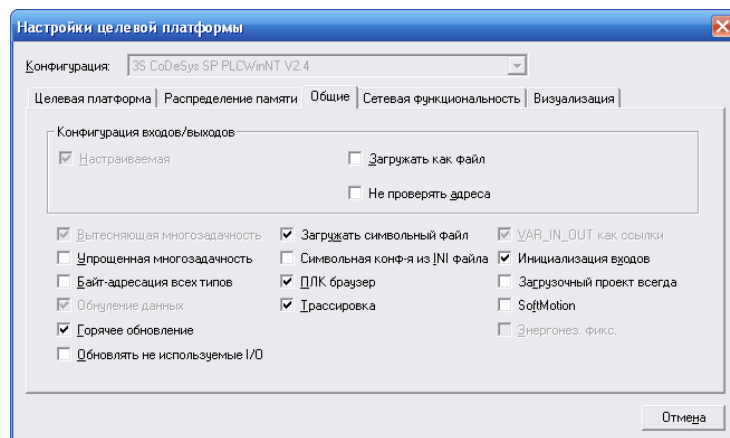 Настройки целевой платформы
Конфигурация: 3S CoDeSys SP PLCWinNT V2.4
Целевая платформа Распределение памяти Общие Сетевая функциональность Визуализация
Конфигурация входов/выходов
Настраиваемая Загружать как файл
Не проверять адреса
Вытесняющая многозадачность Загружать символьный файл VAR_IN_OUT как ссылки
Упрощенная многозадачность Символьная конф-я из INI файла Инициализация входов
Байт-адресация всех типов ПЛК браузер Загрузочный проект всегда
Обнуление данных Трассировка SoftMotion
Горячее обновление Энергонез. фикс.
Обновлять не используемые I/O
Отмена